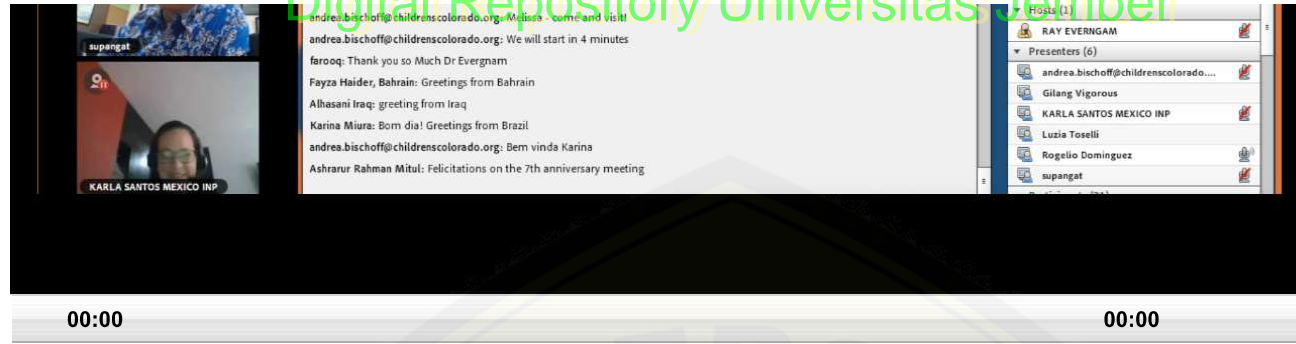 Digital Repository Universitas Jember
supangat
KARLA SANTOS MEXICO INP
andrea.bischoff@childrenscolorado.org: Melissa - come and visit!
andrea.bischoff@childrenscolorado.org: We will start in 4 minutes
farooq: Thank you so Much Dr Evergnam
Fayza Haider, Bahrain: Greetings from Bahrain
Alhasani Iraq: greeting from Iraq
Karina Miura: Bom dia! Greetings from Brazil
andrea.bischoff@childrenscolorado.org: Bem vinda Karina
Ashrarur Rahman Mitul: Felicitations on the 7th anniversary meeting
Hosts (1)
RAY EVERNGAM
Presenters (6)
andrea.bischoff@childrenscolorado....
Gilang Vigorous
KARLA SANTOS MEXICO INP
Luzia Toselli
Rogelio Dominguez
supangat
00:00
00:00